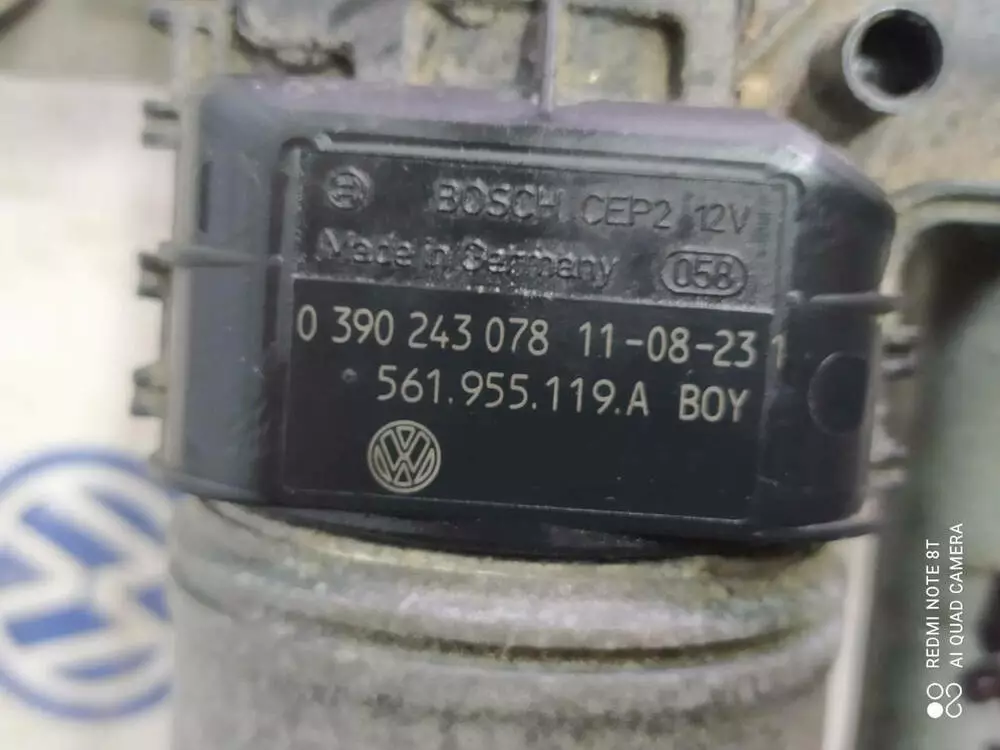 BOSCH CEP2 12V
Made in Germany 058
0 390 243 078 11-08-23 1
561.955.119.A BOY
REDMI NOTE 8T
AI QUAD CAMERA